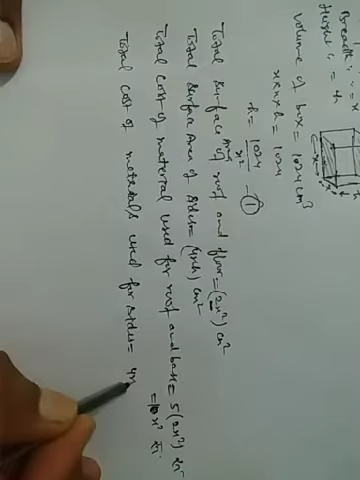 Breadth = x
Height = h
Volume of box = 1024 cm³
x × x × h = 1024
h = 1024/x² —①
Total Surface Area of roof and floor = (2x²) cm²
Total Surface Area of Sides = (4xh) cm²
Total Cost of material used for roof and base = 5(2x²)
= 10x²
Total Cost of materials used for Sides = 4x